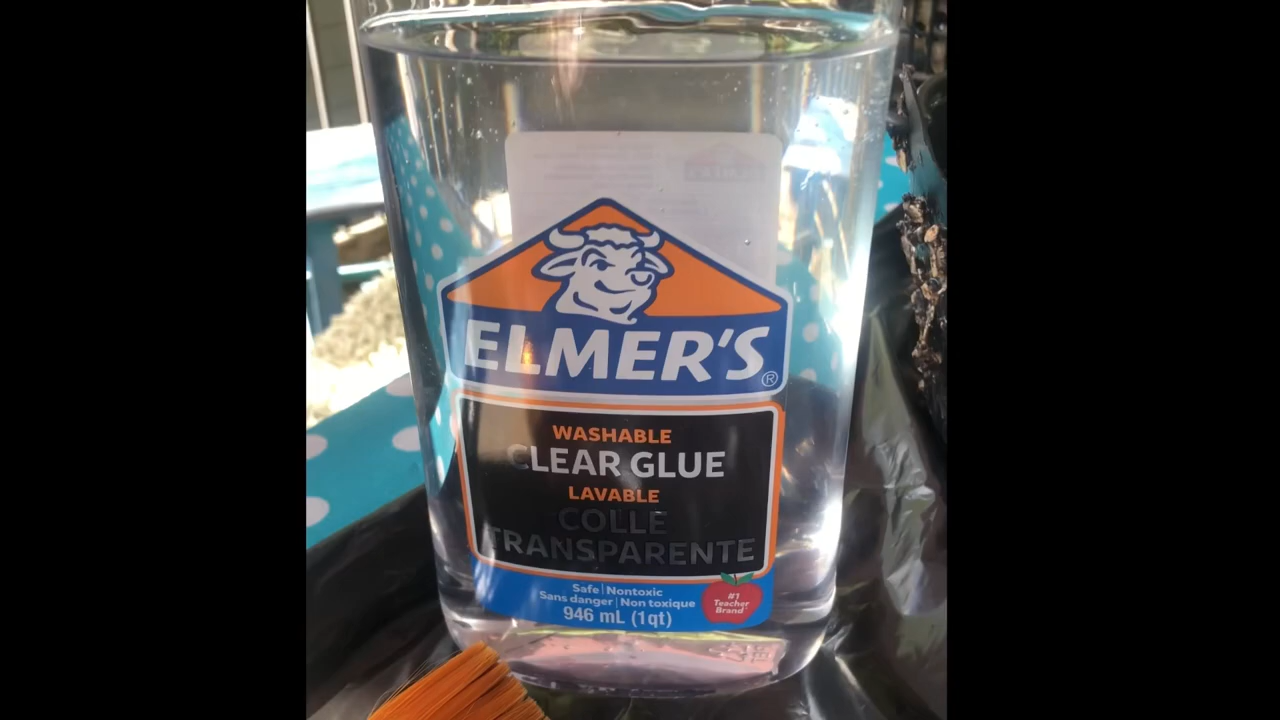 ELMER'S®
WASHABLE
CLEAR GLUE
LAVABLE
COLLE
TRANSPARENTE
Safe | Nontoxic
Sans danger | Non toxique
946 mL (1qt)
#1
Teacher
Brand
ELMER'S